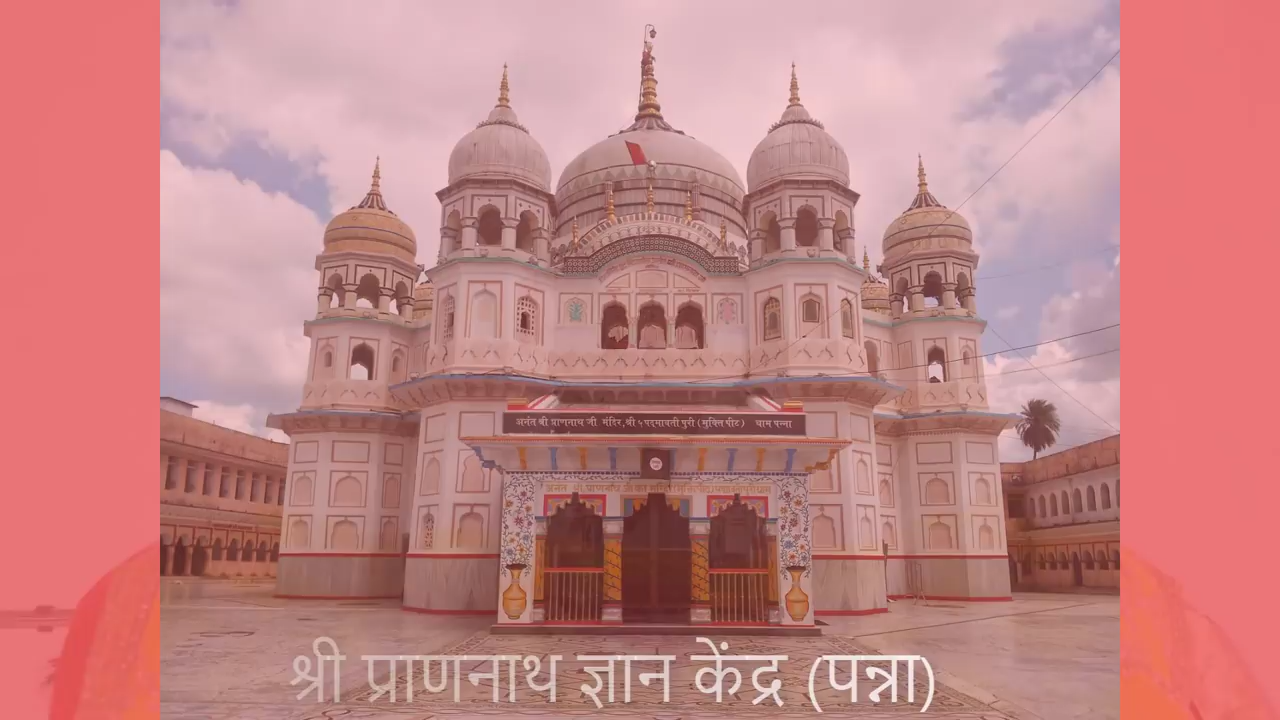 अनंत श्री प्राणनाथ जी मंदिर,श्री ५ पदमावती पुरी (मुक्ति पीठ) धाम पन्ना
श्री प्राणनाथ ज्ञान केंद्र (पन्ना)